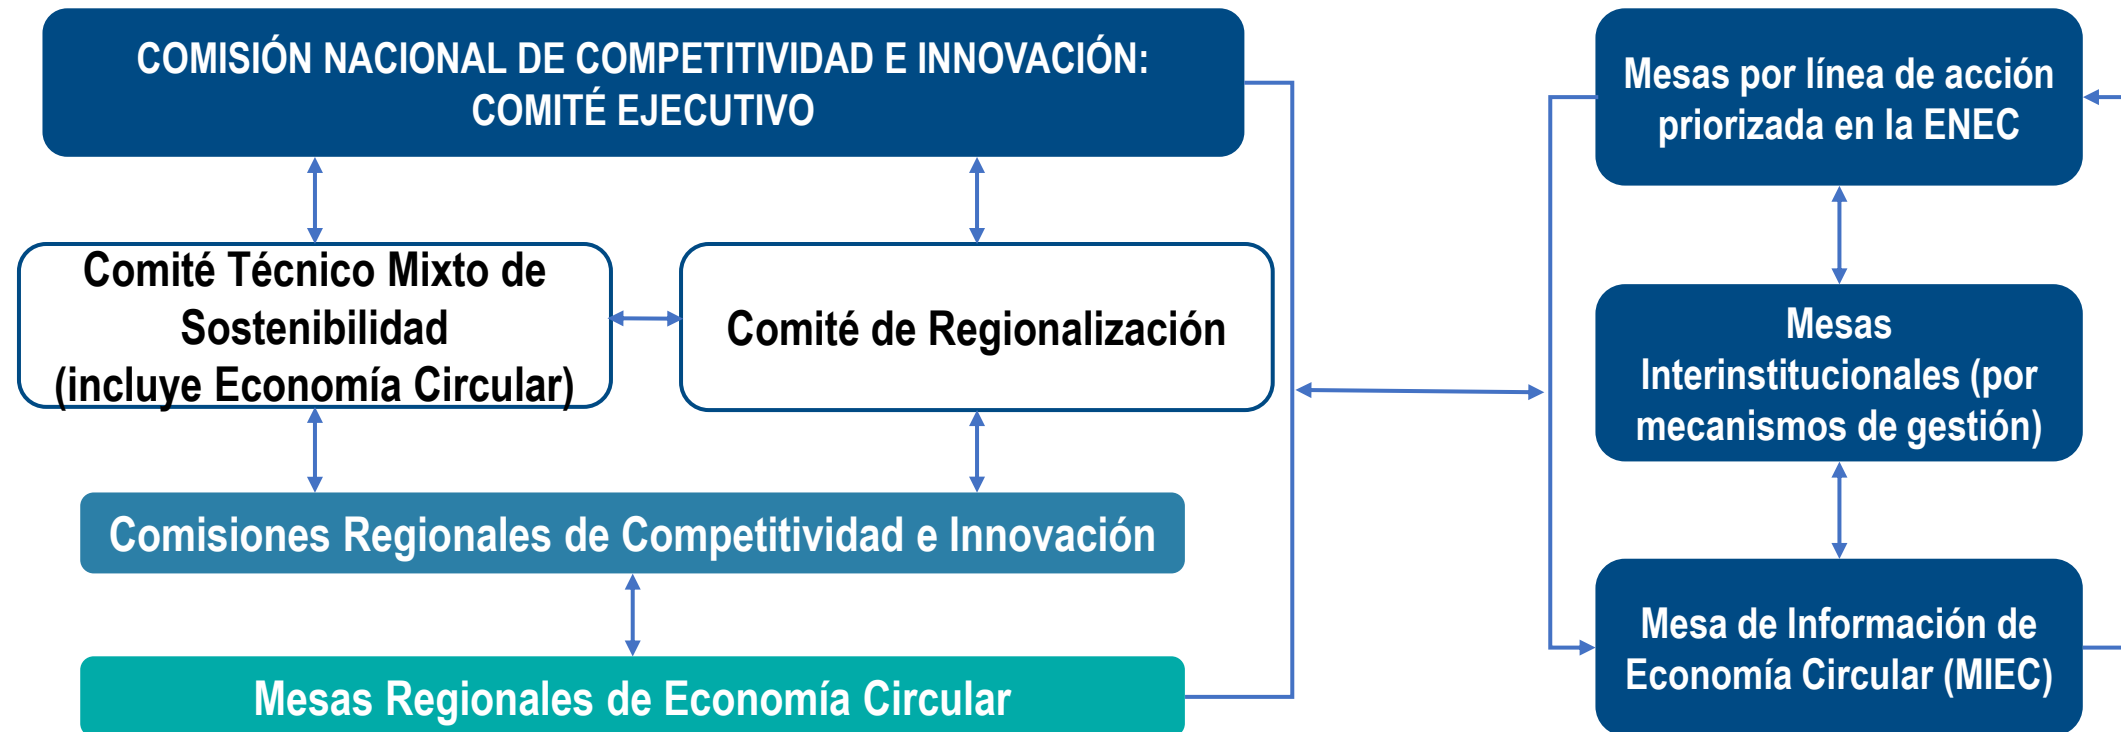 COMISIÓN NACIONAL DE COMPETITIVIDAD E INNOVACIÓN:
COMITÉ EJECUTIVO
Comité Técnico Mixto de
Sostenibilidad
(incluye Economía Circular)
Comité de Regionalización
Comisiones Regionales de Competitividad e Innovación
Mesas Regionales de Economía Circular
Mesas por línea de acción
priorizada en la ENEC
Mesas
Interinstitucionales (por
mecanismos de gestión)
Mesa de Información de
Economía Circular (MIEC)